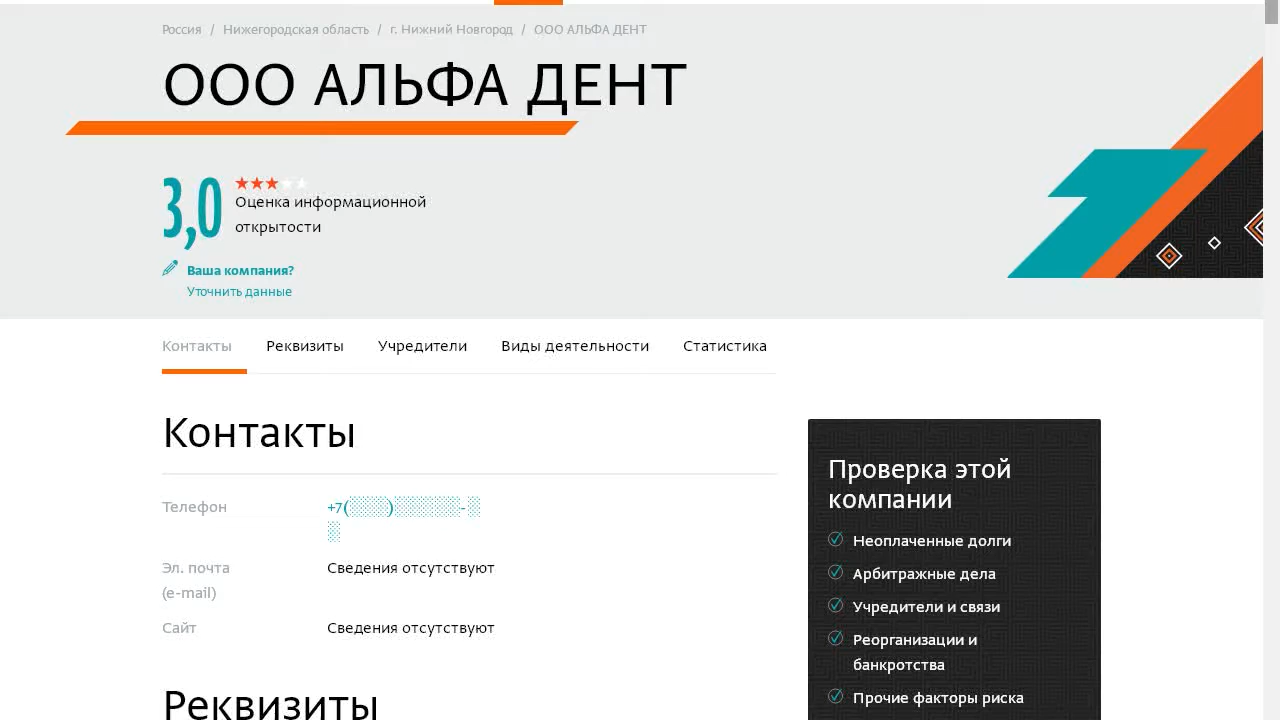 Россия / Нижегородская область / г. Нижний Новгород / ООО АЛЬФА ДЕНТ
ООО АЛЬФА ДЕНТ
3,0
Оценка информационной
открытости
Ваша компания?
Уточнить данные
Контакты Реквизиты Учредители Виды деятельности Статистика
Контакты
Телефон +7(░░░)░░░░░-░
░
Эл. почта Сведения отсутствуют
(e-mail)
Сайт Сведения отсутствуют
Реквизиты
Проверка этой
компании
Неоплаченные долги
Арбитражные дела
Учредители и связи
Реорганизации и
банкротства
Прочие факторы риска